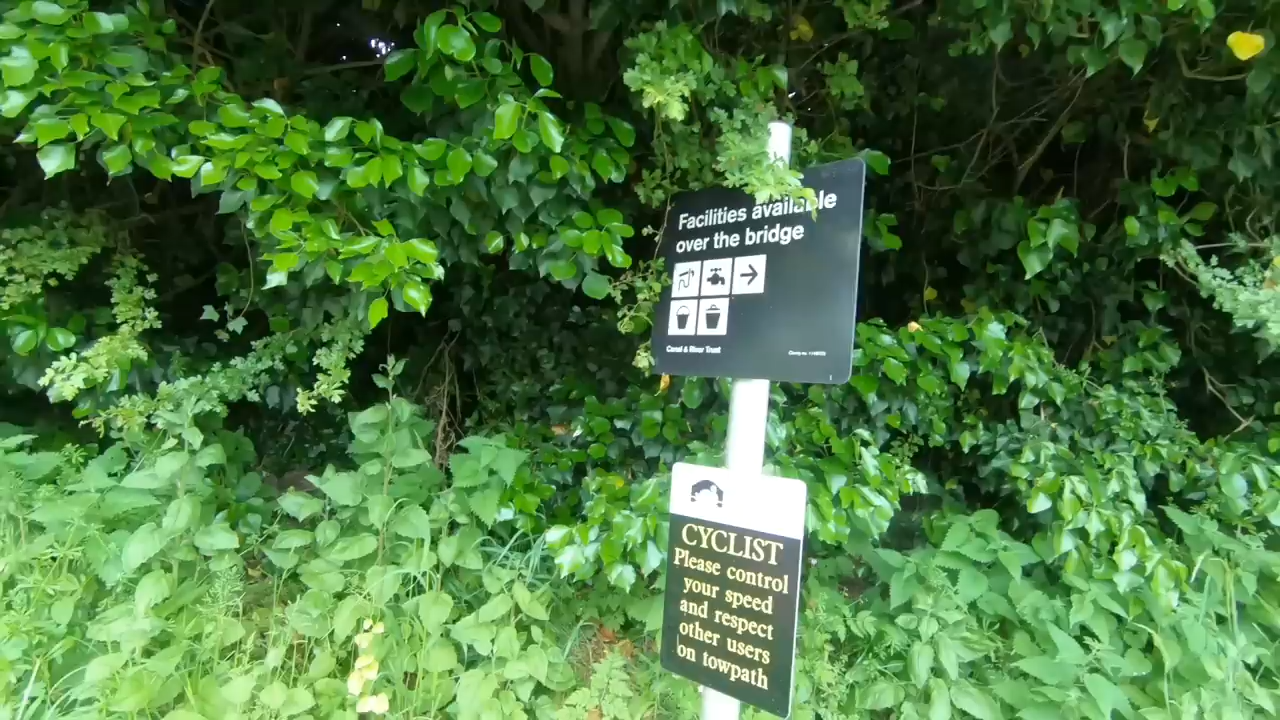 Facilities available
over the bridge
Canal & River Trust
CYCLIST
Please control
your speed
and respect
other users
on towpath